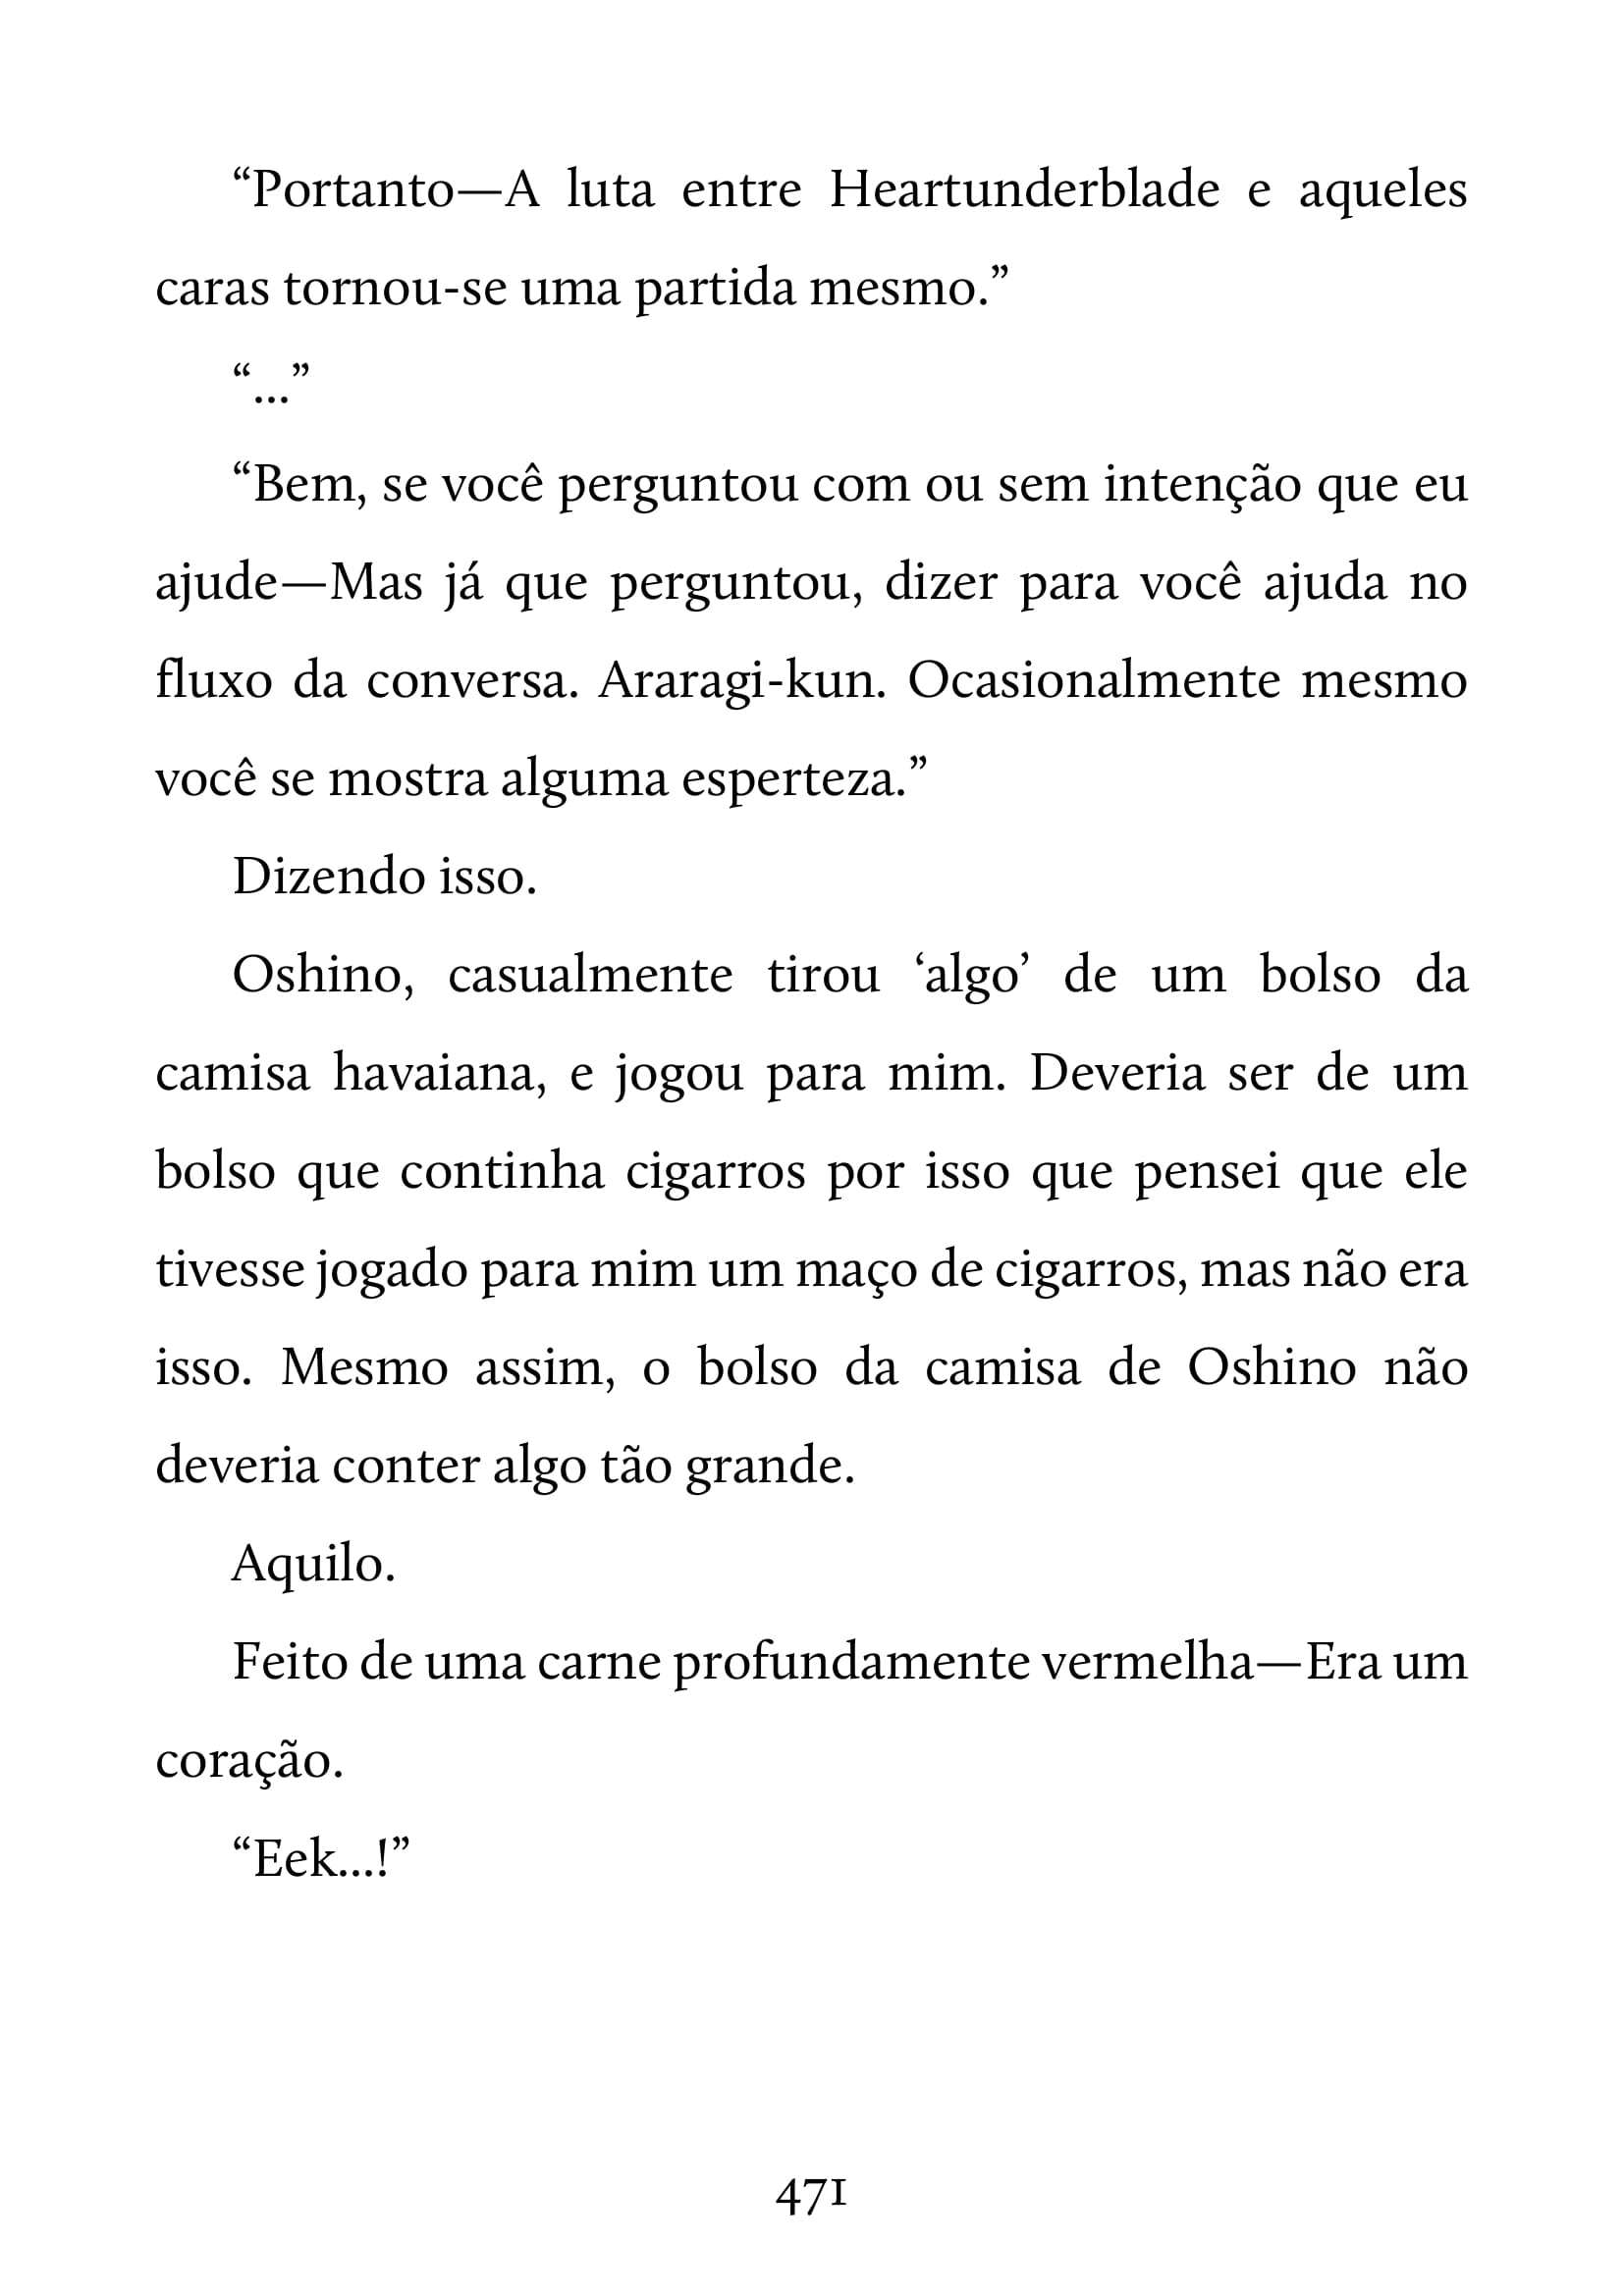 “Portanto—A luta entre Heartunderblade e aqueles
caras tornou-se uma partida mesmo.”
“...”
“Bem, se você perguntou com ou sem intenção que eu
ajude—Mas já que perguntou, dizer para você ajuda no
fluxo da conversa. Araragi-kun. Ocasionalmente mesmo
você se mostra alguma esperteza.”
Dizendo isso.
Oshino, casualmente tirou ‘algo’ de um bolso da
camisa havaiana, e jogou para mim. Deveria ser de um
bolso que continha cigarros por isso que pensei que ele
tivesse jogado para mim um maço de cigarros, mas não era
isso. Mesmo assim, o bolso da camisa de Oshino não
deveria conter algo tão grande.
Aquilo.
Feito de uma carne profundamente vermelha—Era um
coração.
“Eek...!”
471